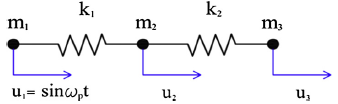 k₁ k₂
m₁ m₂ m₃
u₁= sinωₚt u₂ u₃